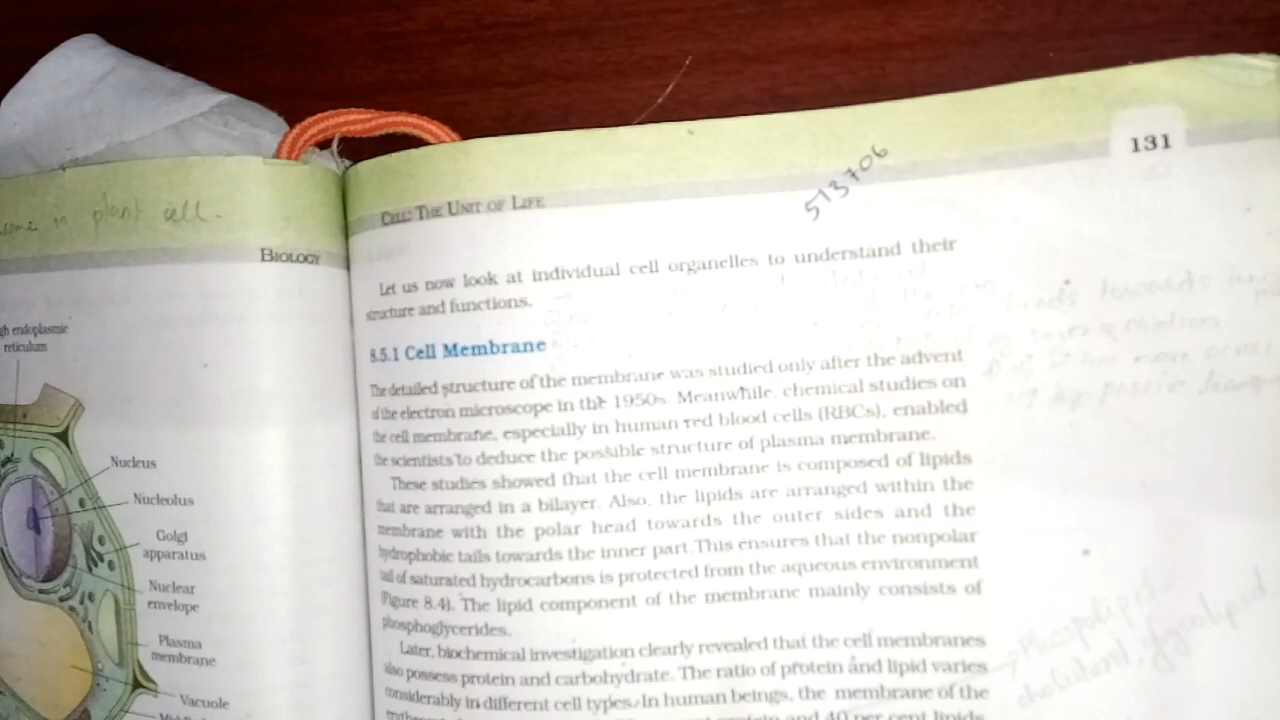 plant cell.
BIOLOGY
endoplasmic
reticulum
Nucleus
Nucleolus
Golgi
apparatus
Nuclear
envelope
Plasma
membrane
Vacuole
131
513706
CELL: THE UNIT OF LIFE
Let us now look at individual cell organelles to understand their
structure and functions.
8.5.1 Cell Membrane
The detailed structure of the membrane was studied only after the advent
of the electron microscope in the 1950s. Meanwhile, chemical studies on
the cell membrane, especially in human red blood cells (RBCs), enabled
the scientists to deduce the possible structure of plasma membrane.
These studies showed that the cell membrane is composed of lipids
that are arranged in a bilayer. Also, the lipids are arranged within the
membrane with the polar head towards the outer sides and the
hydrophobic tails towards the inner part. This ensures that the nonpolar
tail of saturated hydrocarbons is protected from the aqueous environment
(Figure 8.4). The lipid component of the membrane mainly consists of
phosphoglycerides.
Later, biochemical investigation clearly revealed that the cell membranes
also possess protein and carbohydrate. The ratio of protein and lipid varies
considerably in different cell types. In human beings, the membrane of the
protein and 40 per cent lipids
heads towards